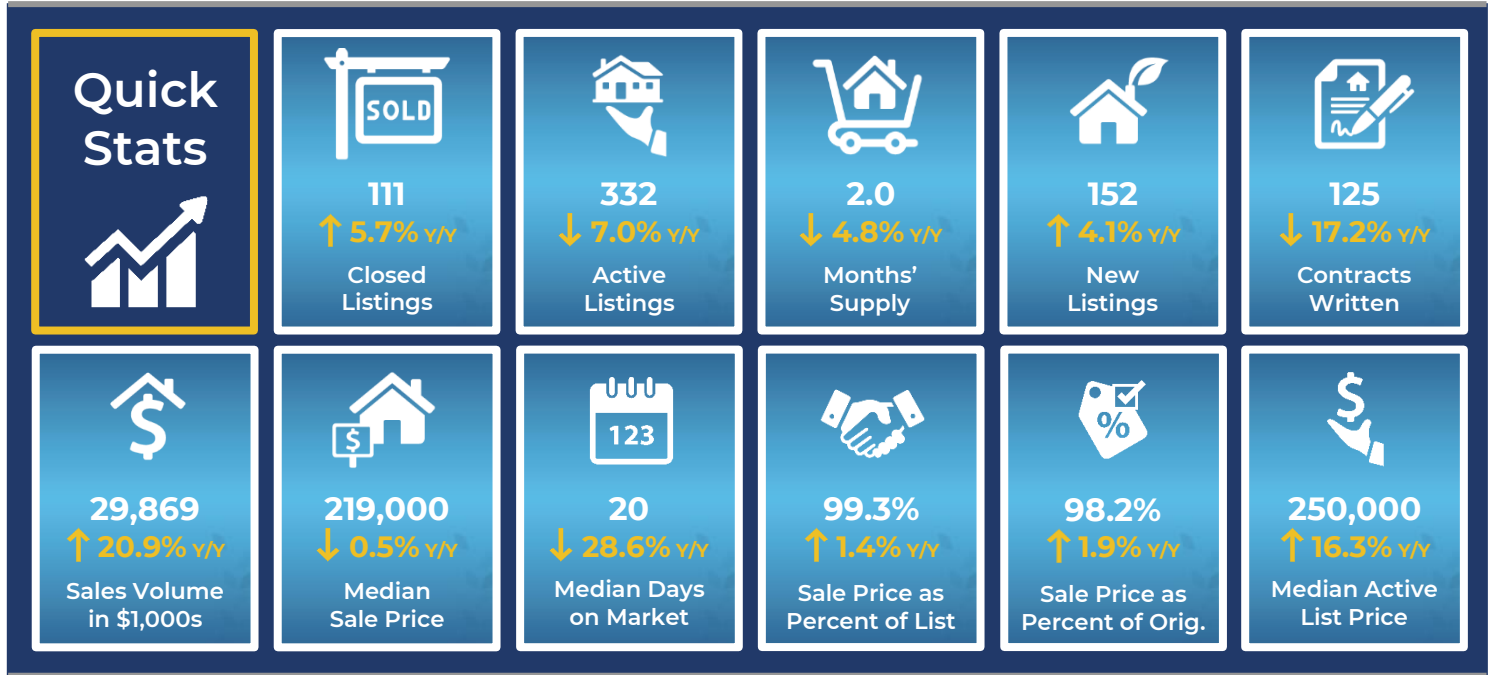 Quick
Stats
SOLD
111
↑ 5.7% Y/Y
Closed
Listings
332
↓ 7.0% Y/Y
Active
Listings
2.0
↓ 4.8% Y/Y
Months’
Supply
152
↑ 4.1% Y/Y
New
Listings
125
↓ 17.2% Y/Y
Contracts
Written
$
29,869
↑ 20.9% Y/Y
Sales Volume
in $1,000s
$
219,000
↓ 0.5% Y/Y
Median
Sale Price
123
20
↓ 28.6% Y/Y
Median Days
on Market
99.3%
↑ 1.4% Y/Y
Sale Price as
Percent of List
%
98.2%
↑ 1.9% Y/Y
Sale Price as
Percent of Orig.
$
250,000
↑ 16.3% Y/Y
Median Active
List Price